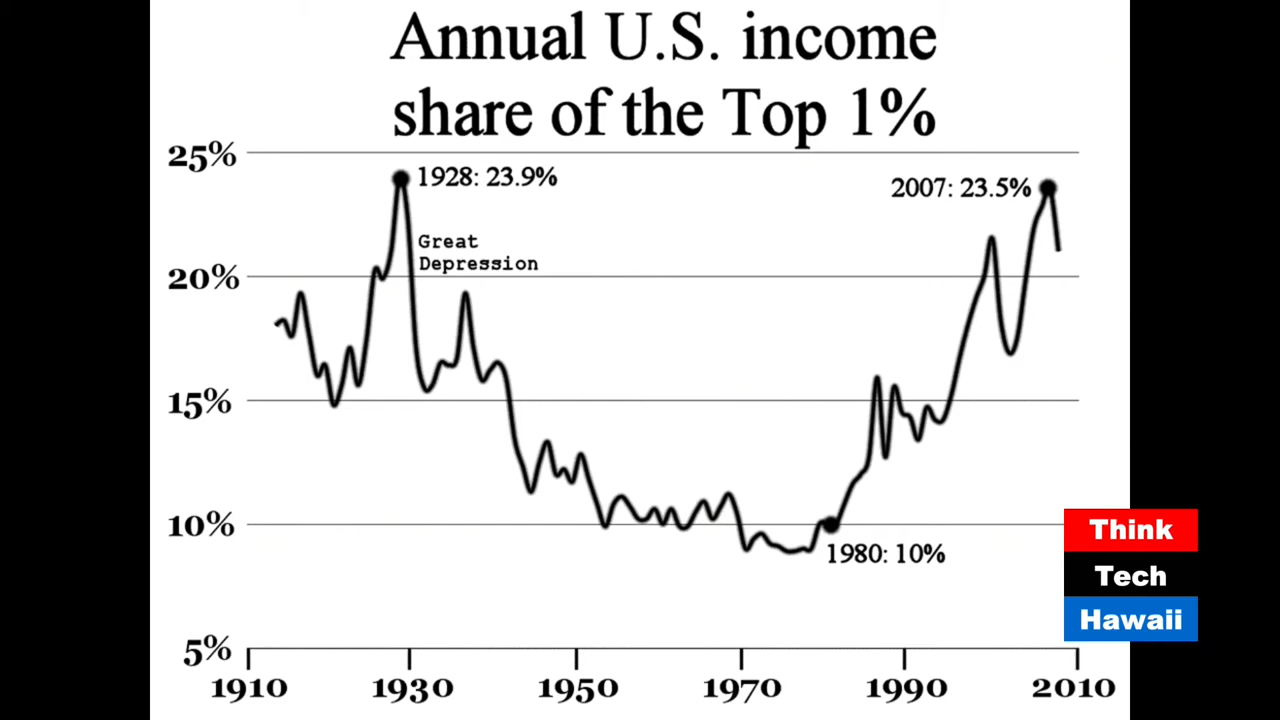 Annual U.S. income
share of the Top 1%
25%
1928: 23.9%
2007: 23.5%
Great
Depression
20%
15%
10%
1980: 10%
5%
1910 1930 1950 1970 1990 2010
Think
Tech
Hawaii